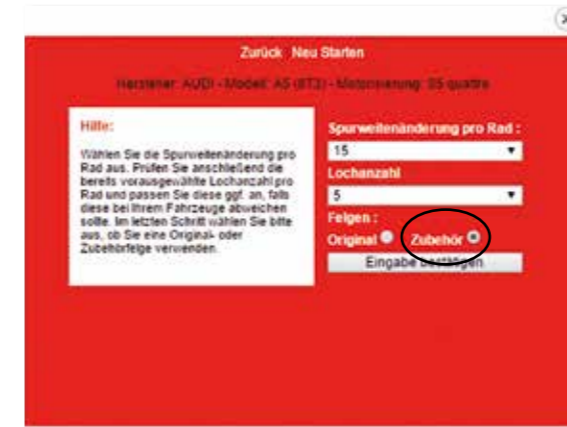 Zurück Neu Starten
Hersteller: AUDI - Modell: A5 (8T3) - Motorisierung: S5 quattro
Hilfe:
Wählen Sie die Spurweitenänderung pro
Rad aus. Prüfen Sie anschließend die
bereits vorausgewählte Lochanzahl pro
Rad und passen Sie diese ggf. an, falls
diese bei Ihrem Fahrzeuge abweichen
sollte. Im letzten Schritt wählen Sie bitte
aus, ob Sie eine Original- oder
Zubehörfelge verwenden.
Spurweitenänderung pro Rad :
15
Lochanzahl
5
Felgen :
Original Zubehör
Eingabe bestätigen